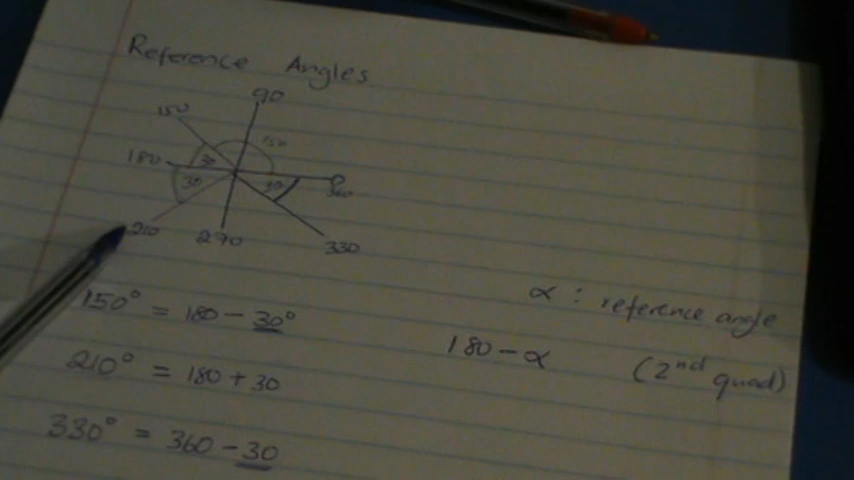 Reference Angles
90
150
150
180
30
30
30
360
210
270
330
α : reference angle
150° = 180 - 30°
180 - α (2nd quad)
210° = 180 + 30
330° = 360 - 30